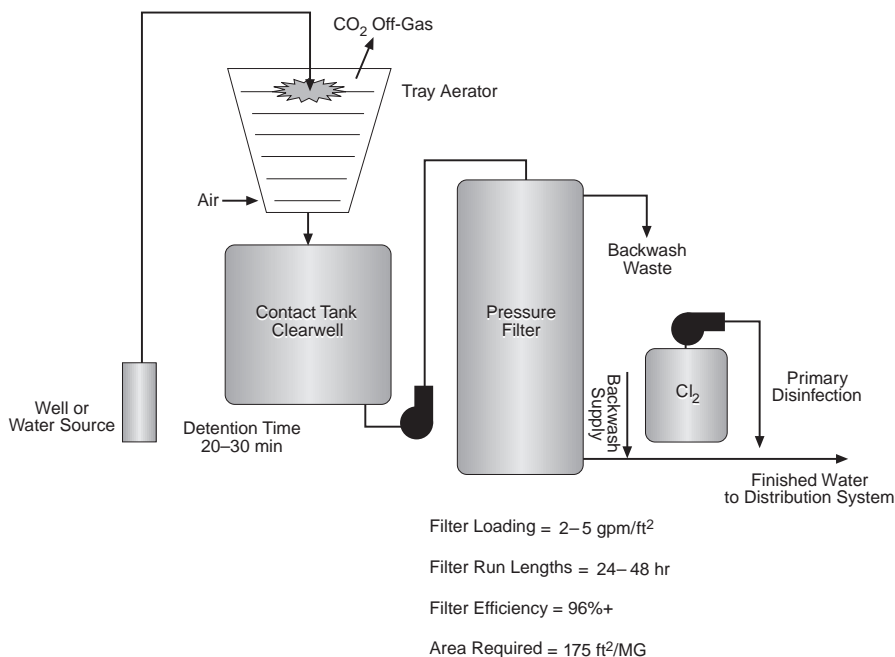 CO2 Off-Gas
Tray Aerator
Air
Contact Tank
Clearwell
Pressure
Filter
Backwash
Waste
Well or
Water Source
Detention Time
20–30 min
Backwash
Supply
Cl2
Primary
Disinfection
Finished Water
to Distribution System
Filter Loading = 2–5 gpm/ft2
Filter Run Lengths = 24–48 hr
Filter Efficiency = 96%+
Area Required = 175 ft2/MG